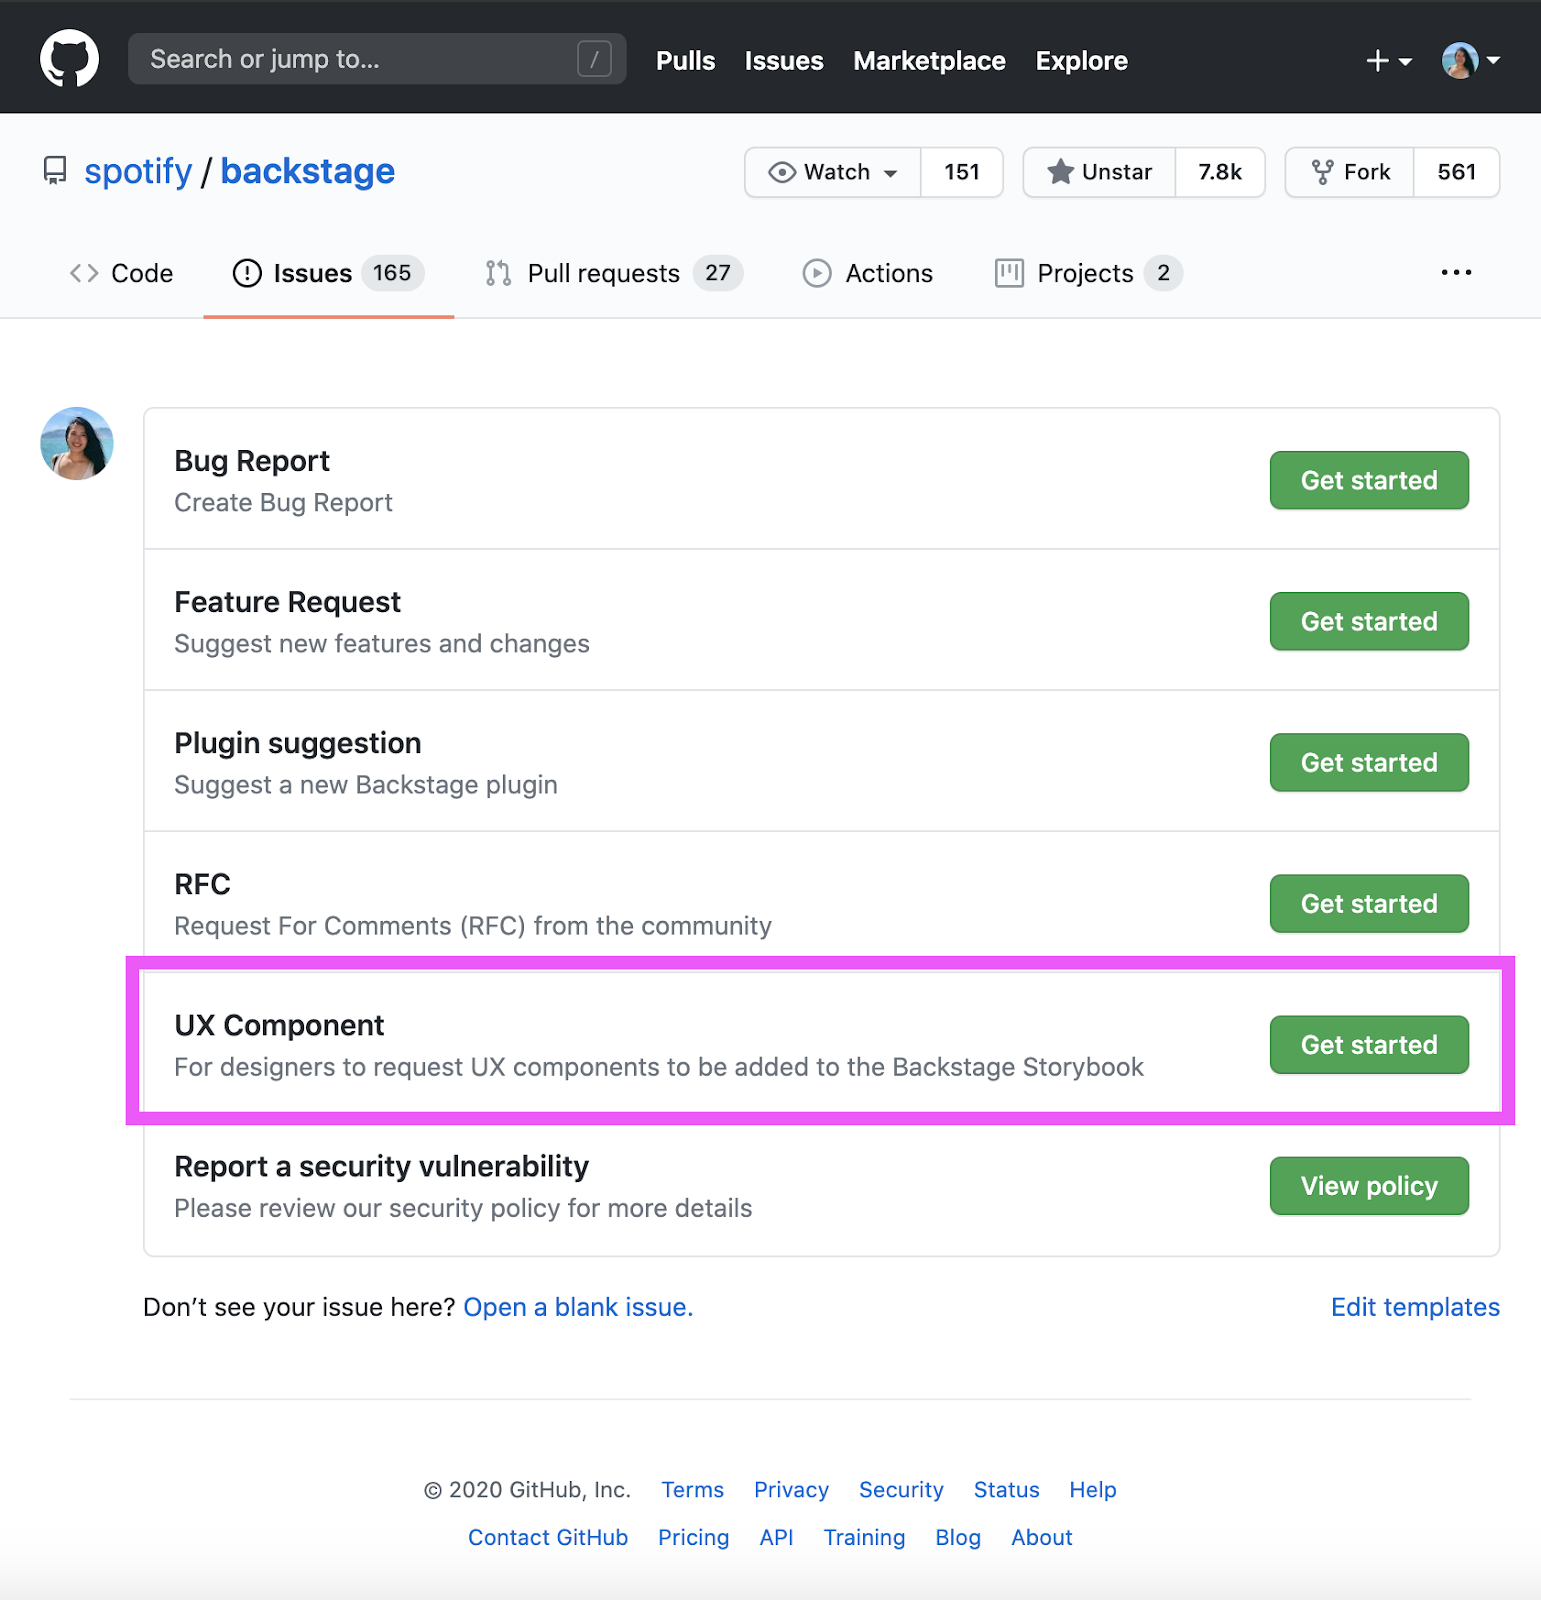 Search or jump to... / Pulls Issues Marketplace Explore
spotify / backstage Watch 151 Unstar 7.8k Fork 561
Code Issues 165 Pull requests 27 Actions Projects 2 ...
Bug Report
Create Bug Report
Get started
Feature Request
Suggest new features and changes
Get started
Plugin suggestion
Suggest a new Backstage plugin
Get started
RFC
Request For Comments (RFC) from the community
Get started
UX Component
For designers to request UX components to be added to the Backstage Storybook
Get started
Report a security vulnerability
Please review our security policy for more details
View policy
Don’t see your issue here? Open a blank issue. Edit templates
© 2020 GitHub, Inc. Terms Privacy Security Status Help
Contact GitHub Pricing API Training Blog About